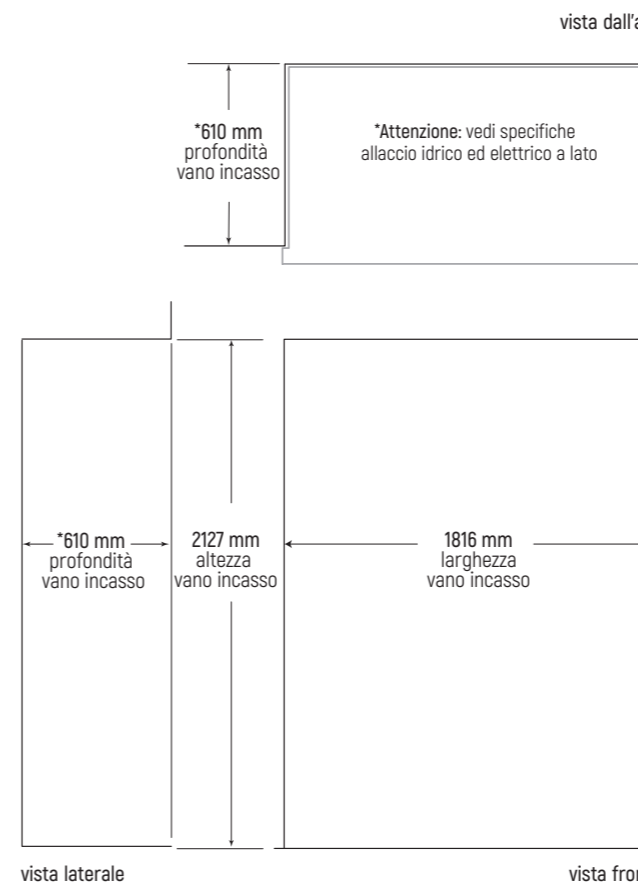 vista dall'a
*610 mm
profondità
vano incasso
*Attenzione: vedi specifiche
allaccio idrico ed elettrico a lato
*610 mm
profondità
vano incasso
2127 mm
altezza
vano incasso
1816 mm
larghezza
vano incasso
vista laterale
vista fron